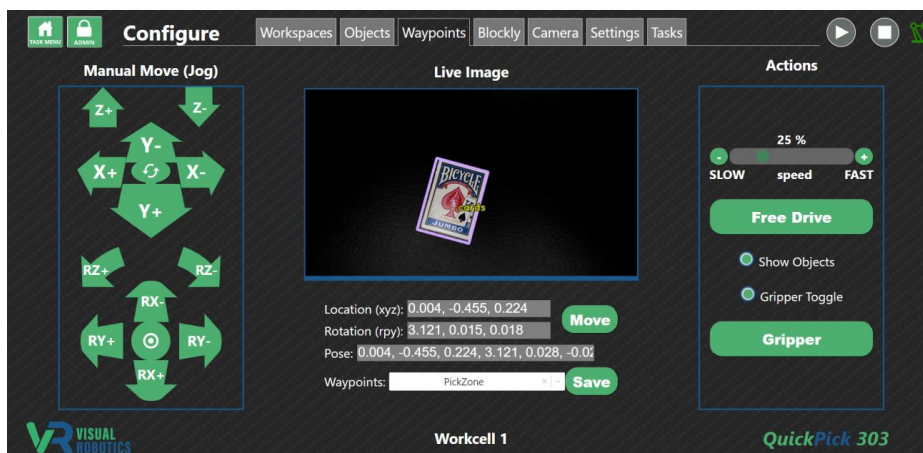 TASK MENU
ADMIN
Configure
Workspaces Objects Waypoints Blockly Camera Settings Tasks
Manual Move (Jog)
Z+ Z-
Y-
X+ X-
Y+
RZ+ RZ-
RX-
RY+ RY-
RX+
Live Image
BICYCLE
cards
JUMBO
Location (xyz): 0.004, -0.455, 0.224
Rotation (rpy): 3.121, 0.015, 0.018
Move
Pose: 0.004, -0.455, 0.224, 3.121, 0.028, -0.02
Waypoints: PickZone
Save
Actions
25 %
- +
SLOW speed FAST
Free Drive
Show Objects
Gripper Toggle
Gripper
VR VISUAL
ROBOTICS
Workcell 1
QuickPick 303